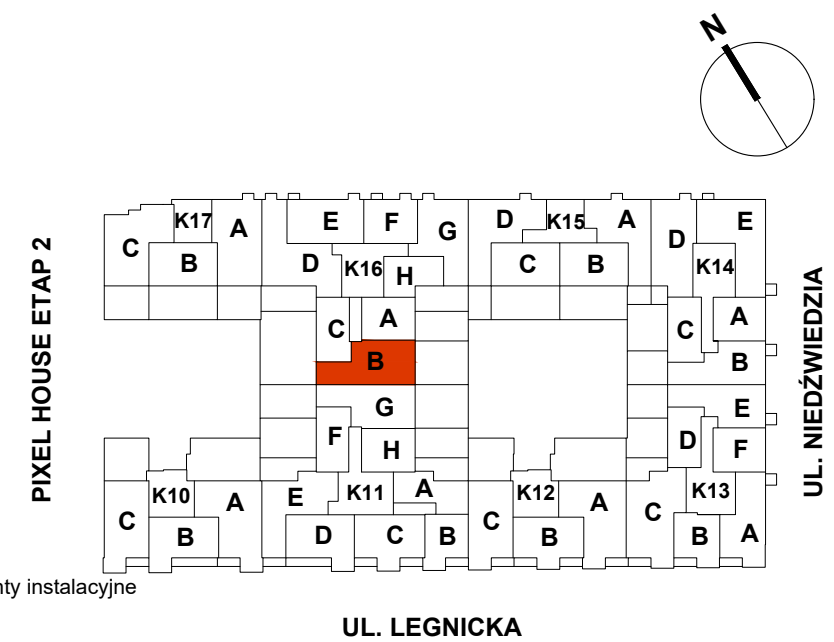 N
PIXEL HOUSE ETAP 2
UL. NIEDŹWIEDZIA
C K17 A E F G D K15 A D E
B D K16 H C B K14
C A C A
B B
G E
F H D F
K10 A E K11 A K12 A C K13
C B D C B C B B A
nty instalacyjne
UL. LEGNICKA